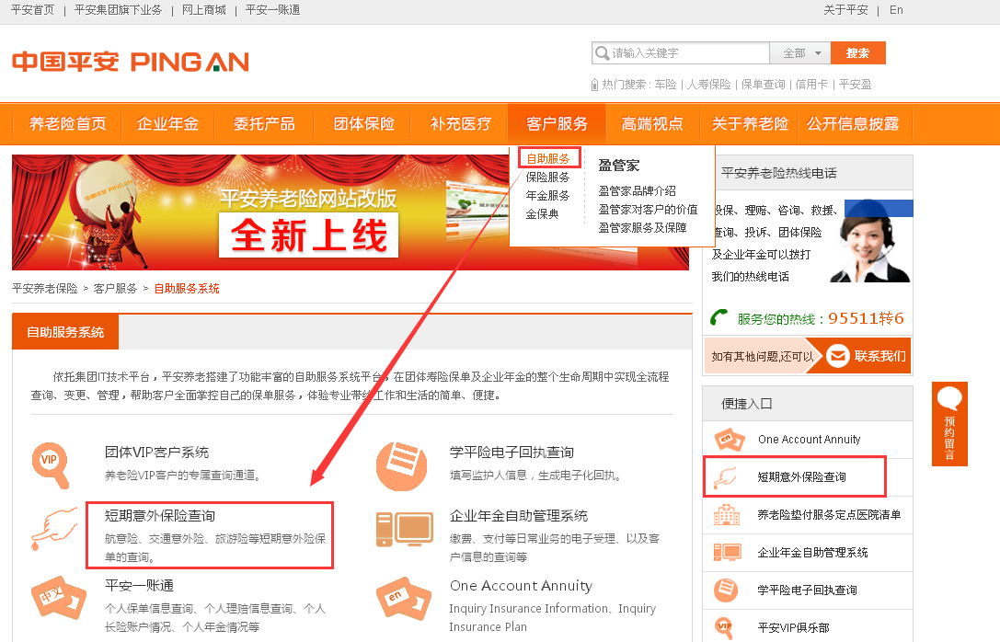 平安首页 | 平安集团旗下业务 | 网上商城 | 平安一账通
关于平安 | En
中国平安 PING AN
请输入关键字 全部 搜索
热门搜索 : 车险 | 人寿保险 | 保单查询 | 信用卡 | 平安盈
养老险首页 企业年金 委托产品 团体保险 补充医疗 客户服务 高端视点 关于养老险 公开信息披露
自助服务
保险服务
年金服务
金保典
盈管家
盈管家品牌介绍
盈管家对客户的价值
盈管家服务及保障
中国平安
PING AN
平安养老险网站改版
全新上线
平安养老险热线电话
投保、理赔、咨询、救援、
查询、投诉、团体保险
及企业年金可以拨打
我们的热线电话
服务您的热线：95511转6
如有其他问题,还可以 联系我们
平安养老保险 > 客户服务 > 自助服务系统
自助服务系统
依托集团IT技术平台，平安养老搭建了功能丰富的自助服务系统平台，在团体寿险保单及企业年金的整个生命周期中实现全流程
查询、变更、管理，帮助客户全面掌控自己的保单服务，体验专业带给工作和生活的简单、便捷。
VIP
团体VIP客户系统
养老险VIP客户的专属查询通道。
学平险电子回执查询
填写监护人信息，生成电子化回执。
短期意外保险查询
航意险、交通意外险、旅游险等短期意外险保
单的查询。
企业年金自助管理系统
缴费、支付等日常业务的电子受理、以及客
户信息的查询等
中文
平安一账通
个人保单信息查询、个人理赔信息查询、个人
长险账户情况、个人年金情况等
en
One Account Annuity
Inquiry Insurance Information、Inquiry
Insurance Plan
便捷入口
en
One Account Annuity
短期意外保险查询
养老险垫付服务定点医院清单
企业年金自助管理系统
学平险电子回执查询
VIP
平安VIP俱乐部
预约留言